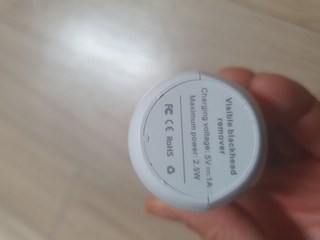 Visible blackhead
remover
Charging voltage: 5V⎓1A
Maximum power: 2.5W
FC CE RoHS